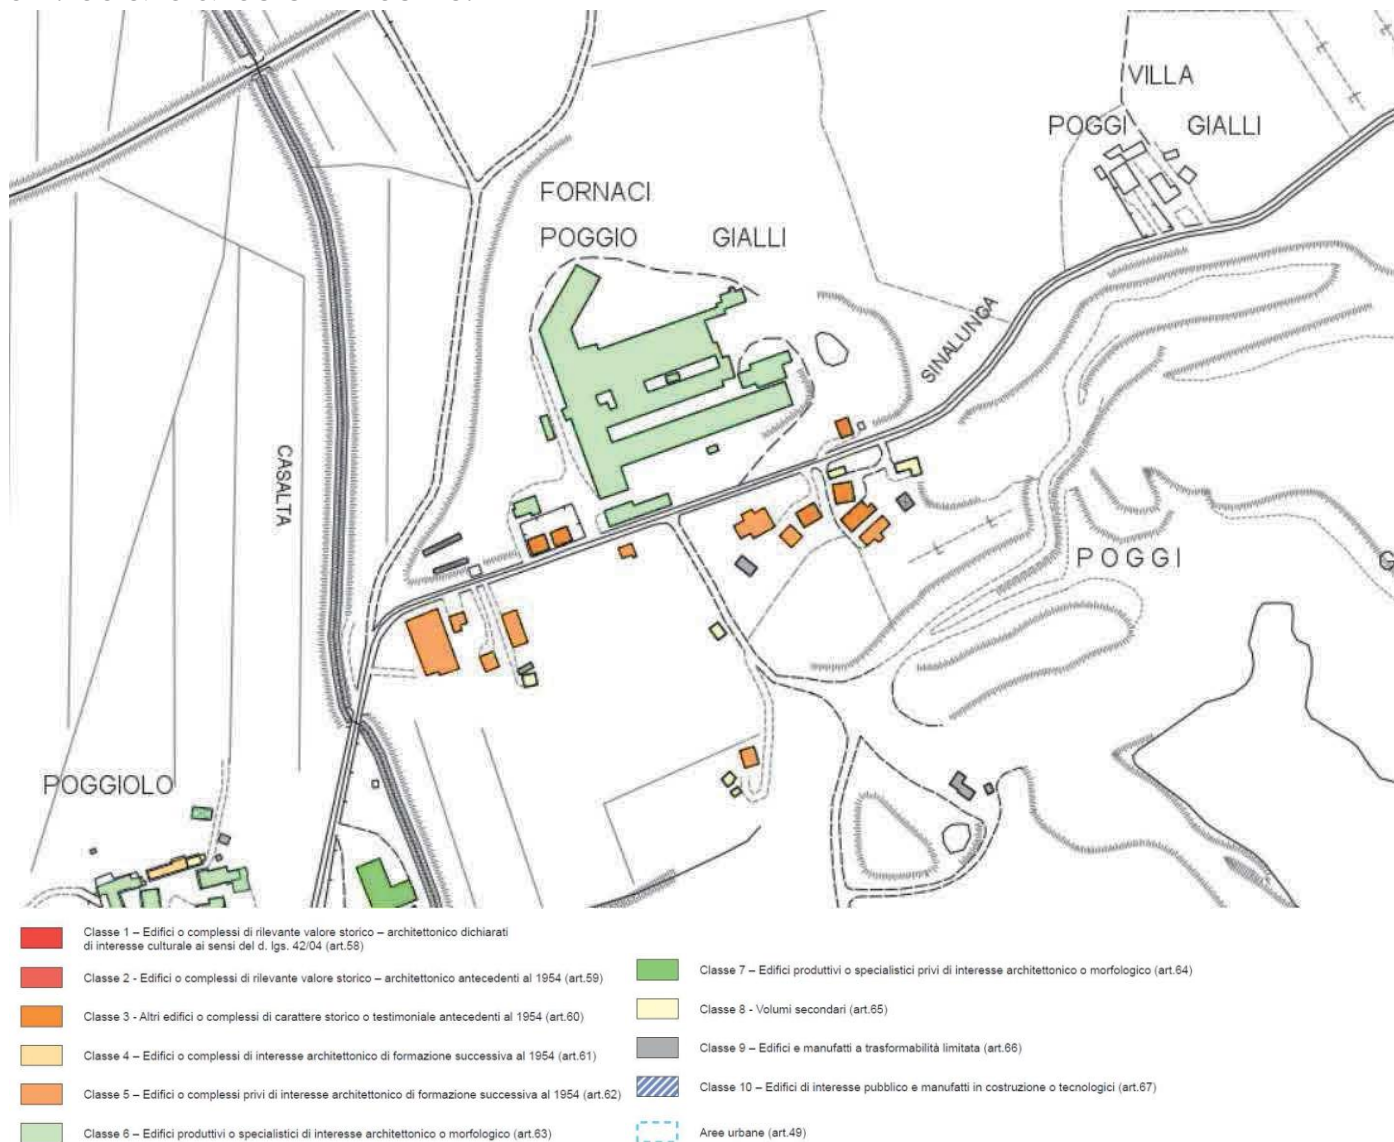 VILLA
POGGI GIALLI
FORNACI
POGGIO GIALLI
SINALUNGA
CASALTA
POGGI G
POGGIOLO
Classe 1 – Edifici o complessi di rilevante valore storico – architettonico dichiarati
di interesse culturale ai sensi del d. lgs. 42/04 (art.58)
Classe 2 - Edifici o complessi di rilevante valore storico – architettonico antecedenti al 1954 (art.59)
Classe 3 - Altri edifici o complessi di carattere storico o testimoniale antecedenti al 1954 (art.60)
Classe 4 – Edifici o complessi di interesse architettonico di formazione successiva al 1954 (art.61)
Classe 5 – Edifici o complessi privi di interesse architettonico di formazione successiva al 1954 (art.62)
Classe 6 – Edifici produttivi o specialistici di interesse architettonico o morfologico (art.63)
Classe 7 – Edifici produttivi o specialistici privi di interesse architettonico o morfologico (art.64)
Classe 8 - Volumi secondari (art.65)
Classe 9 – Edifici e manufatti a trasformabilità limitata (art.66)
Classe 10 – Edifici di interesse pubblico e manufatti in costruzione o tecnologici (art.67)
Aree urbane (art.49)